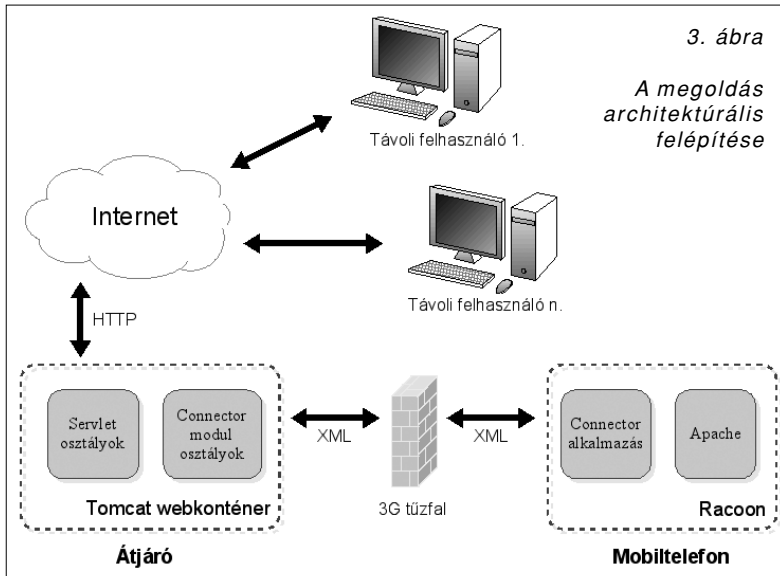 3. ábra
A megoldás
architektúrális
felépítése
Távoli felhasználó 1.
Internet
Távoli felhasználó n.
HTTP
Servlet
osztályok
Connector
modul
osztályok
XML
XML
Connector
alkalmazás
Apache
Tomcat webkonténer
3G tűzfal
Racoon
Átjáró
Mobiltelefon